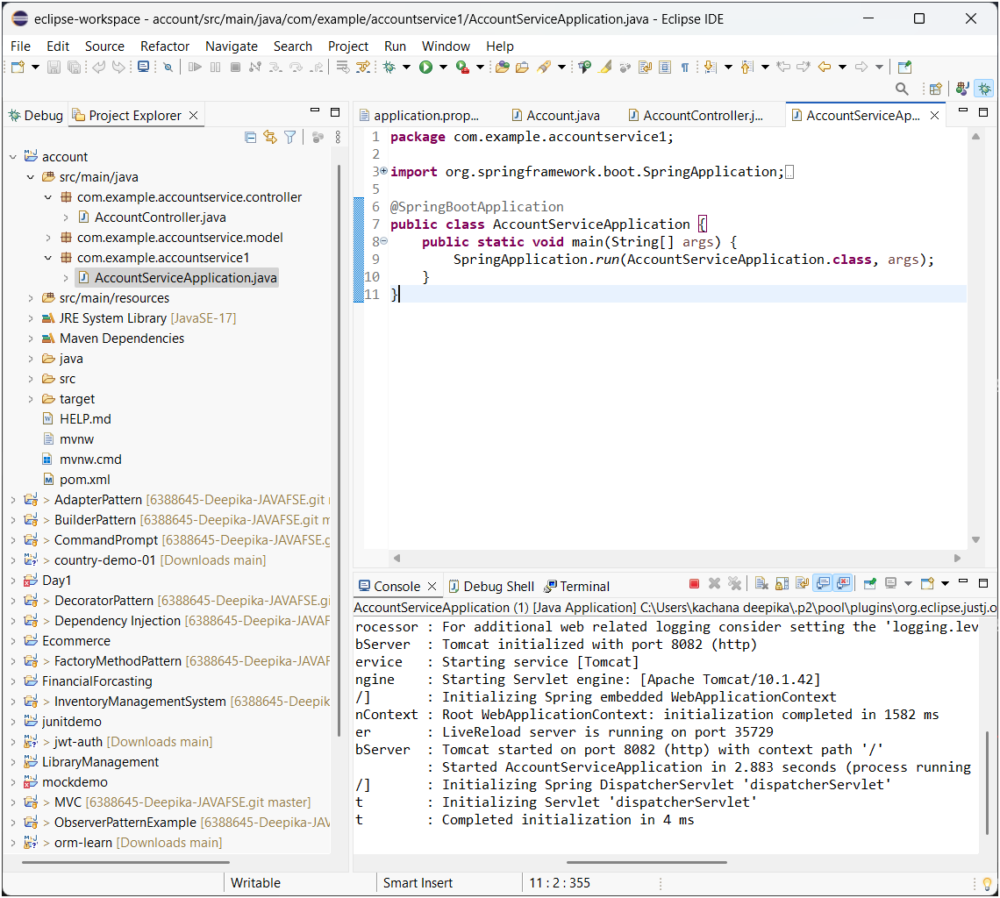 eclipse-workspace - account/src/main/java/com/example/accountservice1/AccountServiceApplication.java - Eclipse IDE
File Edit Source Refactor Navigate Search Project Run Window Help
Debug Project Explorer
account
src/main/java
com.example.accountservice.controller
AccountController.java
com.example.accountservice.model
com.example.accountservice1
AccountServiceApplication.java
src/main/resources
JRE System Library [JavaSE-17]
Maven Dependencies
java
src
target
HELP.md
mvnw
mvnw.cmd
pom.xml
> AdapterPattern [6388645-Deepika-JAVAFSE.git
> BuilderPattern [6388645-Deepika-JAVAFSE.git m
> CommandPrompt [6388645-Deepika-JAVAFSE.g
> country-demo-01 [Downloads main]
Day1
> DecoratorPattern [6388645-Deepika-JAVAFSE.gi
> Dependency Injection [6388645-Deepika-JAVAF
Ecommerce
> FactoryMethodPattern [6388645-Deepika-JAVAF
FinancialForcasting
> InventoryManagementSystem [6388645-Deepik
junitdemo
> jwt-auth [Downloads main]
LibraryManagement
mockdemo
> MVC [6388645-Deepika-JAVAFSE.git master]
> ObserverPatternExample [6388645-Deepika-JAV
> orm-learn [Downloads main]
application.prop... Account.java AccountController.j... AccountServiceAp...
1 package com.example.accountservice1;
2
3 import org.springframework.boot.SpringApplication;
5
6 @SpringBootApplication
7 public class AccountServiceApplication {
8 public static void main(String[] args) {
9 SpringApplication.run(AccountServiceApplication.class, args);
10 }
11 }
Console Debug Shell Terminal
AccountServiceApplication (1) [Java Application] C:\Users\kachana deepika\.p2\pool\plugins\org.eclipse.justj.o
rocessor : For additional web related logging consider setting the 'logging.lev
bServer : Tomcat initialized with port 8082 (http)
ervice : Starting service [Tomcat]
ngine : Starting Servlet engine: [Apache Tomcat/10.1.42]
/] : Initializing Spring embedded WebApplicationContext
nContext : Root WebApplicationContext: initialization completed in 1582 ms
er : LiveReload server is running on port 35729
bServer : Tomcat started on port 8082 (http) with context path '/'
: Started AccountServiceApplication in 2.883 seconds (process running
/] : Initializing Spring DispatcherServlet 'dispatcherServlet'
t : Initializing Servlet 'dispatcherServlet'
t : Completed initialization in 4 ms
Writable Smart Insert 11 : 2 : 355